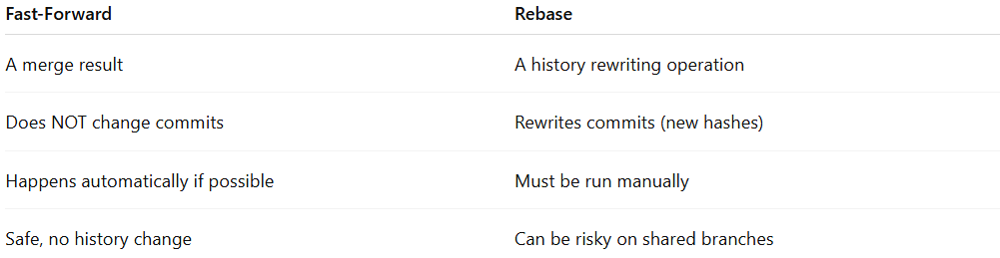 Fast-Forward Rebase
A merge result A history rewriting operation
Does NOT change commits Rewrites commits (new hashes)
Happens automatically if possible Must be run manually
Safe, no history change Can be risky on shared branches